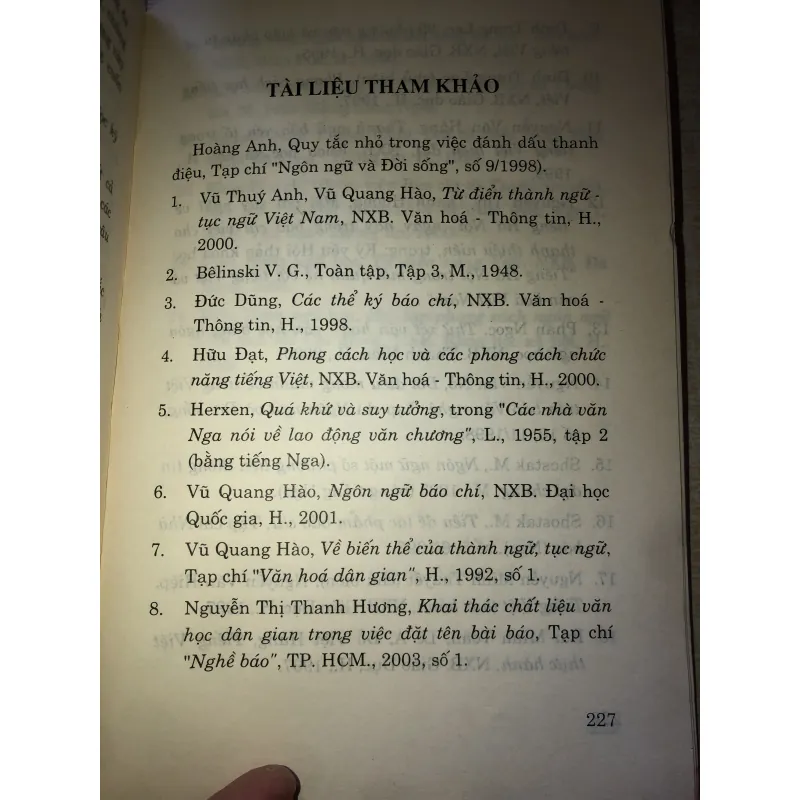 TÀI LIỆU THAM KHẢO
Hoàng Anh, Quy tắc nhỏ trong việc đánh dấu thanh
điệu, Tạp chí "Ngôn ngữ và Đời sống", số 9/1998).
1. Vũ Thuý Anh, Vũ Quang Hào, Từ điển thành ngữ -
tục ngữ Việt Nam, NXB. Văn hoá - Thông tin, H.,
2000.
2. Bêlinski V. G., Toàn tập, Tập 3, M., 1948.
3. Đức Dũng, Các thể ký báo chí, NXB. Văn hoá -
Thông tin, H., 1998.
4. Hữu Đạt, Phong cách học và các phong cách chức
năng tiếng Việt, NXB. Văn hoá - Thông tin, H., 2000.
5. Herxen, Quá khứ và suy tưởng, trong "Các nhà văn
Nga nói về lao động văn chương", L., 1955, tập 2
(bằng tiếng Nga).
6. Vũ Quang Hào, Ngôn ngữ báo chí, NXB. Đại học
Quốc gia, H., 2001.
7. Vũ Quang Hào, Về biến thể của thành ngữ, tục ngữ,
Tạp chí "Văn hoá dân gian", H., 1992, số 1.
8. Nguyễn Thị Thanh Hương, Khai thác chất liệu văn
học dân gian trong việc đặt tên bài báo, Tạp chí
"Nghề báo", TP. HCM., 2003, số 1.
227